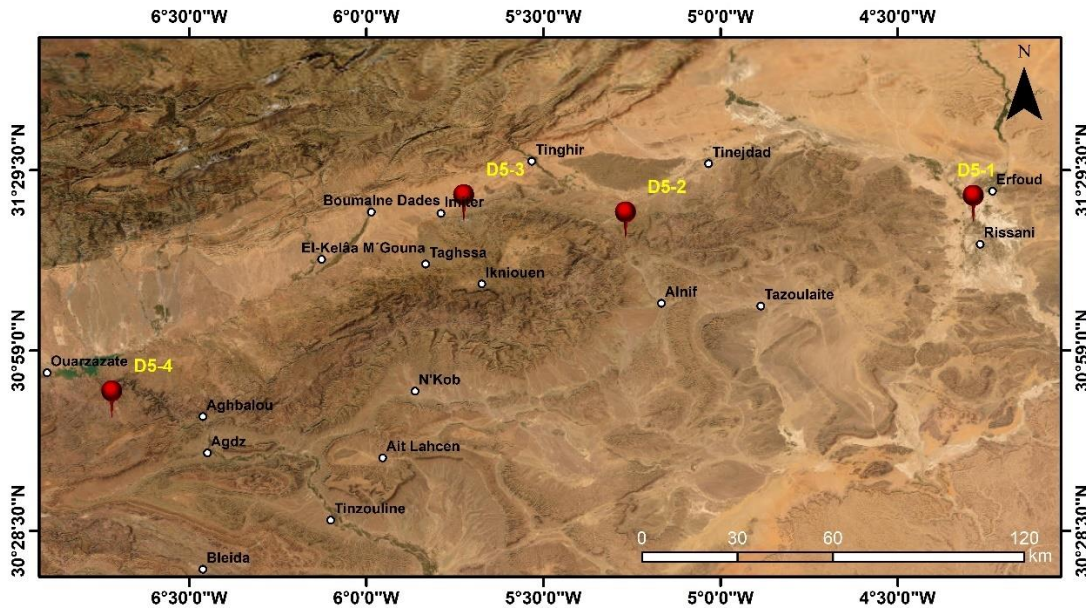 6°30'0"W 6°0'0"W 5°30'0"W 5°0'0"W 4°30'0"W
N
31°29'30"N 31°29'30"N
Tinghir
Tinejdad
D5-3
D5-2
D5-1
Erfoud
Boumalne Dades
Imiter
Rissani
El-Kelâa M'Gouna
Taghssa
Ikniouen
Alnif
Tazoulaite
30°59'0"N 30°59'0"N
Ouarzazate
D5-4
N'Kob
Aghbalou
Agdz
Ait Lahcen
Tinzouline
30°28'30"N 30°28'30"N
0 30 60 120
km
Bleida
6°30'0"W 6°0'0"W 5°30'0"W 5°0'0"W 4°30'0"W